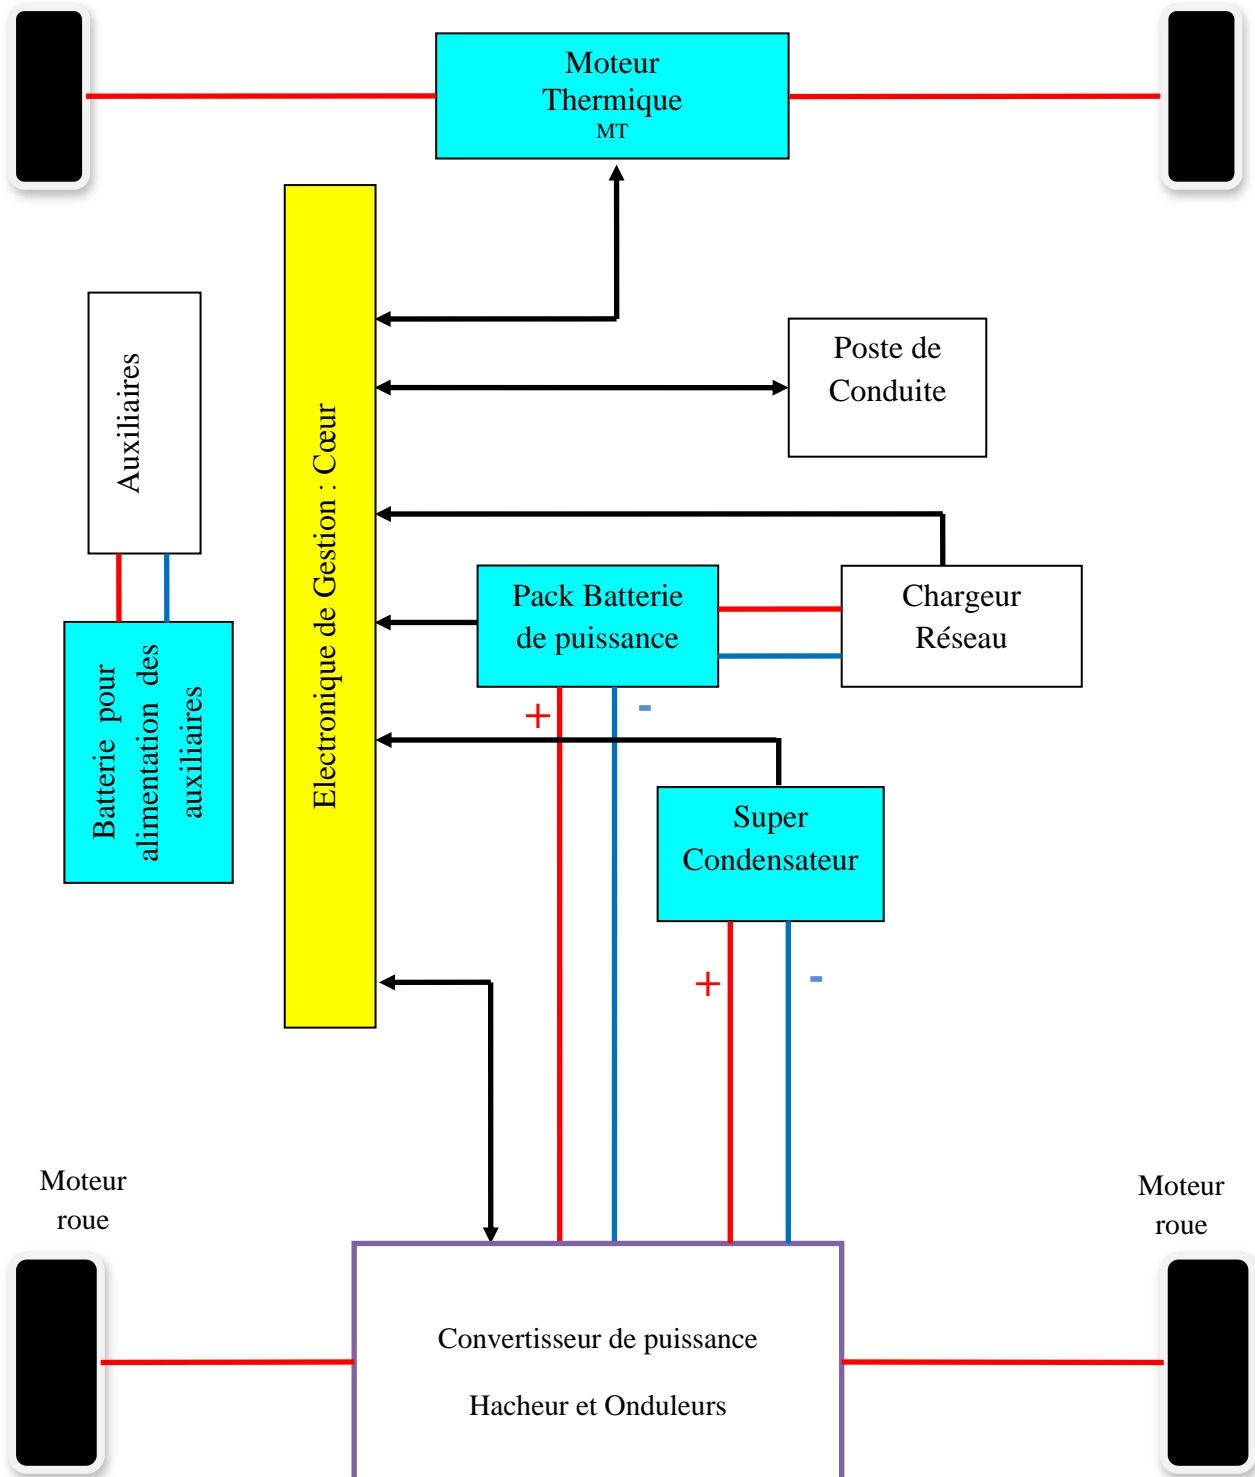 Moteur
Thermique
MT
Poste de
Conduite
Auxiliaires
Electronique de Gestion : Cœur
Pack Batterie
de puissance
Chargeur
Réseau
Batterie pour
alimentation des
auxiliaires
+
-
Super
Condensateur
+
-
Moteur
roue
Moteur
roue
Convertisseur de puissance
Hacheur et Onduleurs